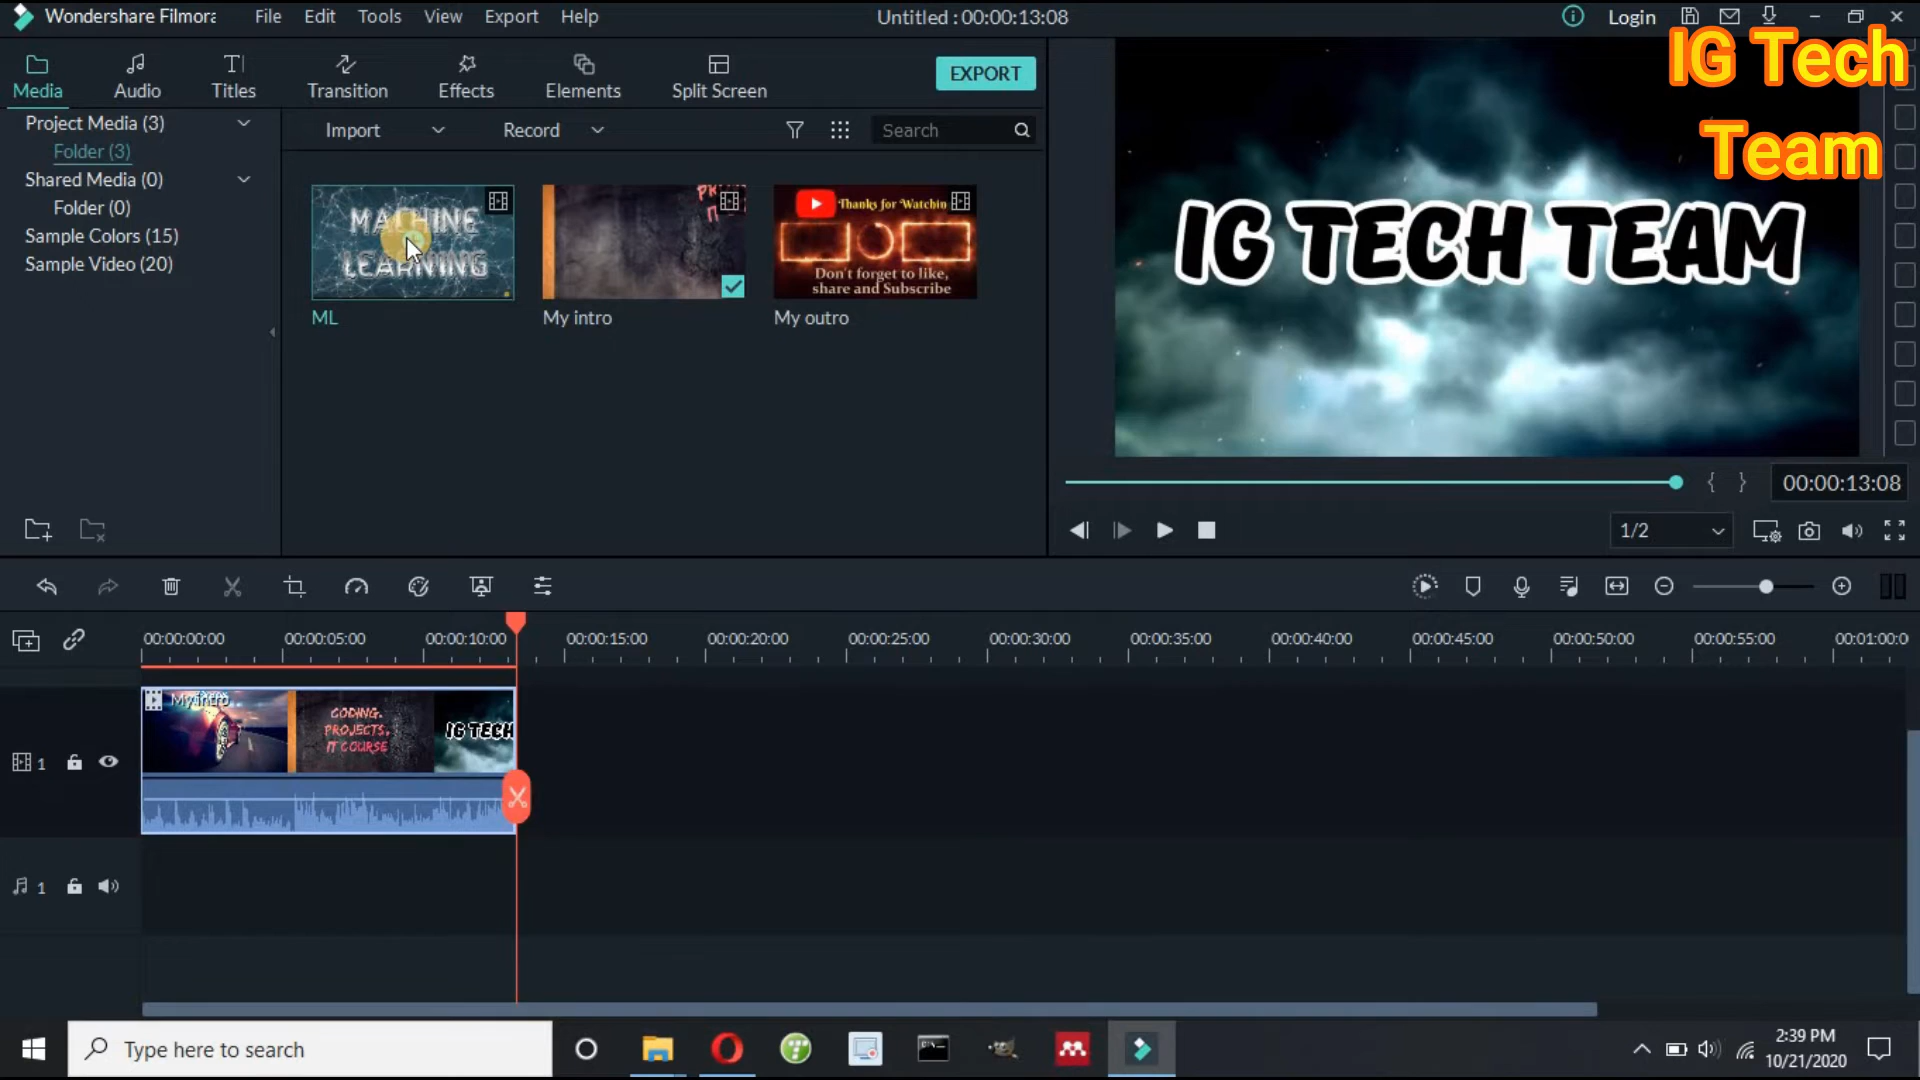 Wondershare Filmora
File
Edit
Tools
View
Export
Help
Untitled : 00:00:13:08
Login
IG Tech
Team
Media
Audio
Titles
Transition
Effects
Elements
Split Screen
EXPORT
Project Media (3)
Folder (3)
Shared Media (0)
Folder (0)
Sample Colors (15)
Sample Video (20)
Import
Record
Search
MACHINE
LEARNING
ML
My intro
Thanks for Watchin
Don't forget to like,
share and Subscribe
My outro
IG TECH TEAM
00:00:13:08
1/2
00:00:00:00
00:00:05:00
00:00:10:00
00:00:15:00
00:00:20:00
00:00:25:00
00:00:30:00
00:00:35:00
00:00:40:00
00:00:45:00
00:00:50:00
00:00:55:00
00:01:00:0
My intro
CODING,
PROJECTS,
IT COURSE
IG TECH
1
1
Type here to search
2:39 PM
10/21/2020